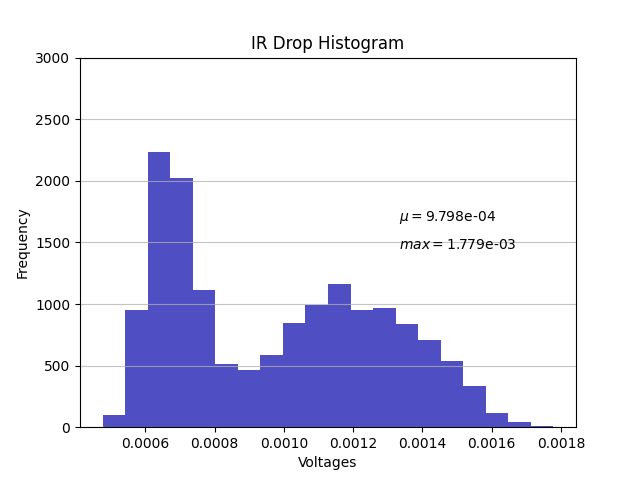 IR Drop Histogram
3000
2500
2000
1500
1000
500
0
Frequency
μ = 9.798e-04
max = 1.779e-03
0.0006 0.0008 0.0010 0.0012 0.0014 0.0016 0.0018
Voltages